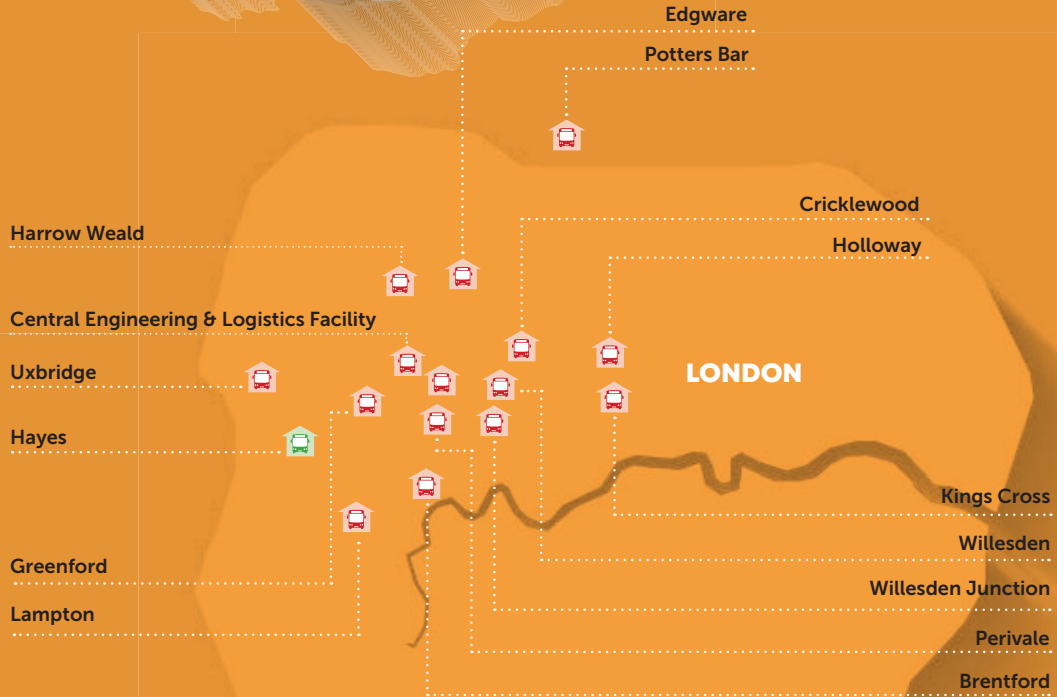 Edgware
Potters Bar
Cricklewood
Harrow Weald
Holloway
Central Engineering & Logistics Facility
Uxbridge
LONDON
Hayes
Kings Cross
Willesden
Greenford
Willesden Junction
Lampton
Perivale
Brentford